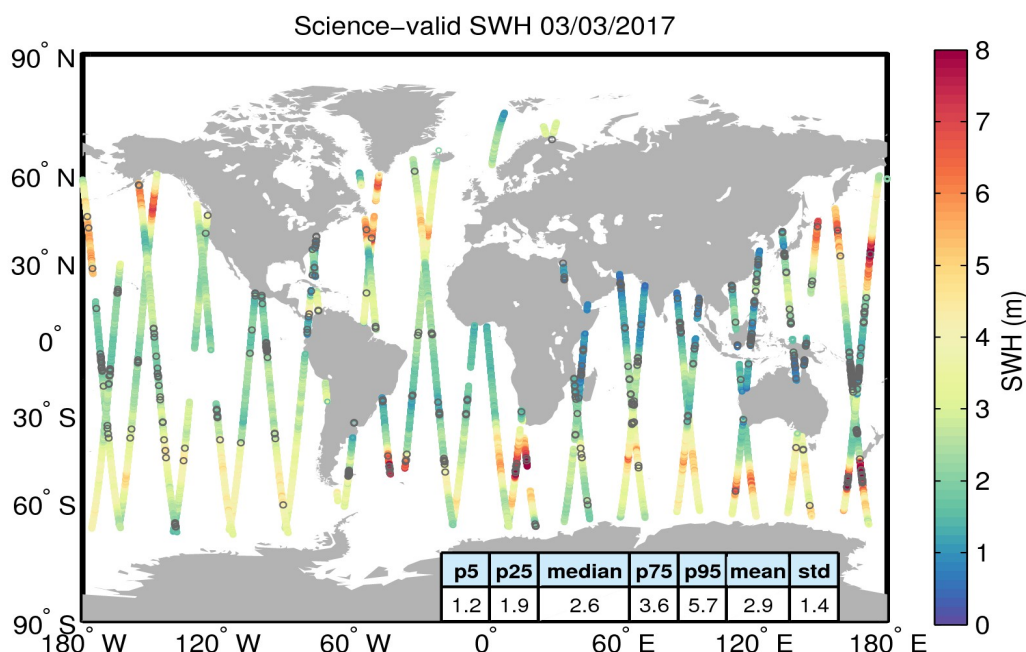 Science−valid SWH 03/03/2017
90° N
60° N
30° N
0°
30° S
60° S
90° S
180° W
120° W
60° W
0°
60° E
120° E
180° E
p5 p25 median p75 p95 mean std
1.2 1.9 2.6 3.6 5.7 2.9 1.4
8
7
6
5
4
3
2
1
0
SWH (m)